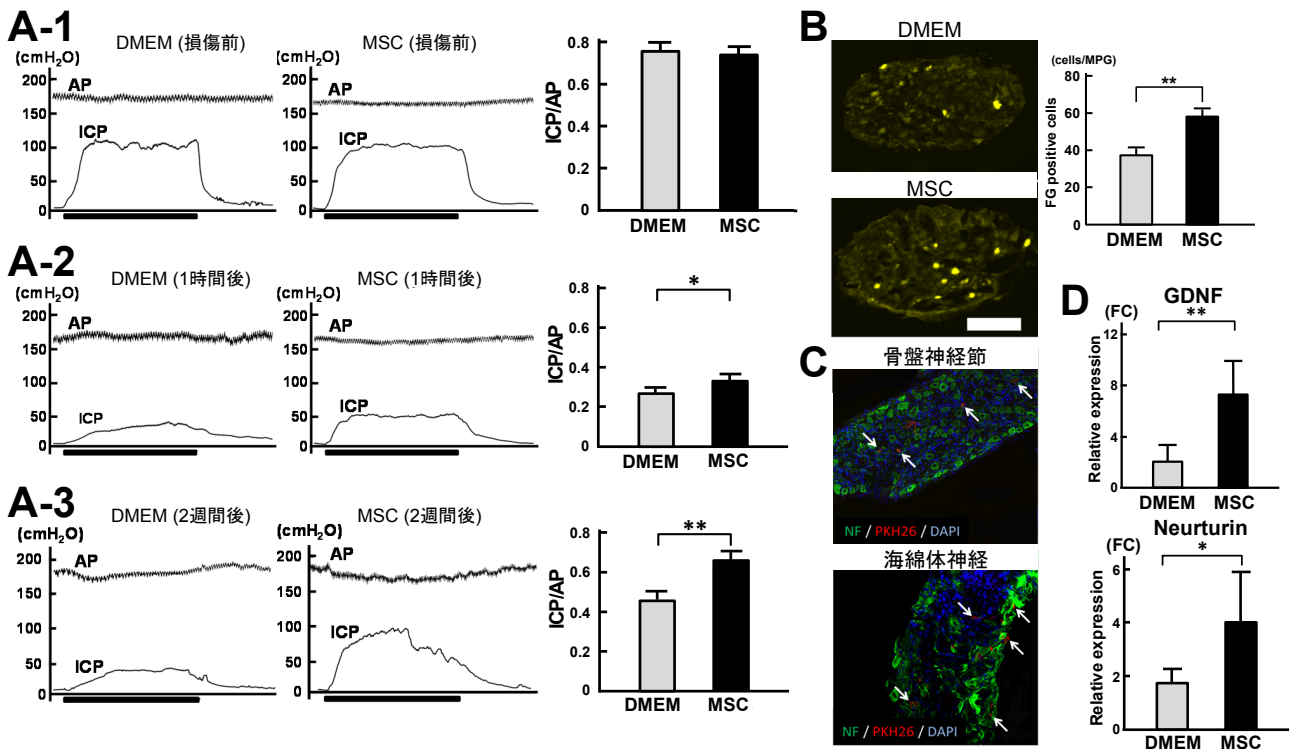 A-1
DMEM (損傷前)
(cmH2O)
200
150
100
50
0
AP
ICP
MSC (損傷前)
(cmH2O)
200
150
100
50
0
AP
ICP
ICP/AP
0.8
0.6
0.4
0.2
0
DMEM MSC
A-2
DMEM (1時間後)
(cmH2O)
200
150
100
50
0
AP
ICP
MSC (1時間後)
(cmH2O)
200
150
100
50
0
AP
ICP
ICP/AP
0.8
0.6
0.4
0.2
0
*
DMEM MSC
A-3
DMEM (2週間後)
(cmH2O)
200
150
100
50
0
AP
ICP
MSC (2週間後)
(cmH2O)
200
150
100
50
0
AP
ICP
ICP/AP
0.8
0.6
0.4
0.2
0
**
DMEM MSC
B
DMEM
MSC
(cells/MPG)
FG positive cells
80
60
40
20
0
**
DMEM MSC
C
骨盤神経節
NF / PKH26 / DAPI
海綿体神経
NF / PKH26 / DAPI
D
GDNF
(FC)
Relative expression
12
8
4
0
**
DMEM MSC
Neurturin
(FC)
Relative expression
6
4
2
0
*
DMEM MSC